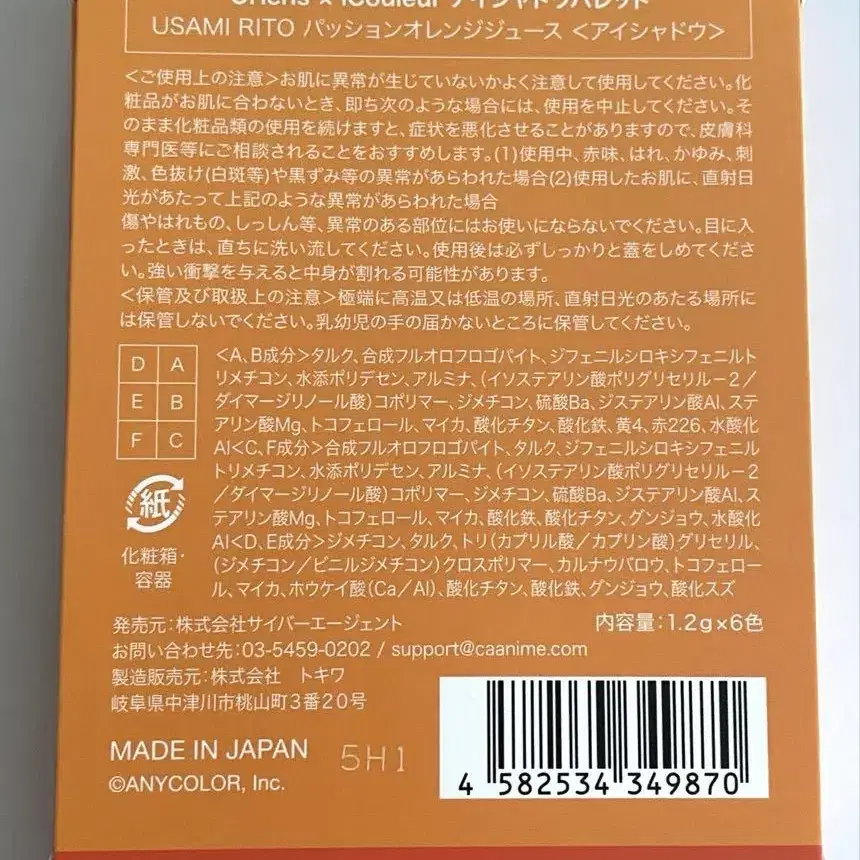 Oriens × iCouleur アイシャドウパレット
USAMI RITO パッションオレンジジュース ＜アイシャドウ＞
＜ご使用上の注意＞お肌に異常が生じていないかよく注意して使用してください。化
粧品がお肌に合わないとき、即ち次のような場合には、使用を中止してください。そ
のまま化粧品類の使用を続けますと、症状を悪化させることがありますので、皮膚科
専門医等にご相談されることをおすすめします。(1)使用中、赤味、はれ、かゆみ、刺
激、色抜け(白斑等)や黒ずみ等の異常があらわれた場合(2)使用したお肌に、直射日
光があたって上記のような異常があらわれた場合
傷やはれもの、しっしん等、異常のある部位にはお使いにならないでください。目に入
ったときは、直ちに洗い流してください。使用後は必ずしっかりと蓋をしめてくださ
い。強い衝撃を与えると中身が割れる可能性があります。
＜保管及び取扱上の注意＞極端に高温又は低温の場所、直射日光のあたる場所に
は保管しないでください。乳幼児の手の届かないところに保管してください。
D A
E B
F C
＜A、B成分＞タルク、合成フルオロフロゴパイト、ジフェニルシロキシフェニルト
リメチコン、水添ポリデセン、アルミナ、(イソステアリン酸ポリグリセリル－2／
ダイマージリノール酸)コポリマー、ジメチコン、硫酸Ba、ジステアリン酸Al、ステ
アリン酸Mg、トコフェロール、マイカ、酸化チタン、酸化鉄、黄4、赤226、水酸化
Al＜C、F成分＞合成フルオロフロゴパイト、タルク、ジフェニルシロキシフェニル
トリメチコン、水添ポリデセン、アルミナ、(イソステアリン酸ポリグリセリル－2
／ダイマージリノール酸)コポリマー、ジメチコン、硫酸Ba、ジステアリン酸Al、ス
テアリン酸Mg、トコフェロール、マイカ、酸化鉄、酸化チタン、グンジョウ、水酸化
Al＜D、E成分＞ジメチコン、タルク、トリ(カプリル酸／カプリン酸)グリセリル、
(ジメチコン／ビニルジメチコン)クロスポリマー、カルナウバロウ、トコフェロー
ル、マイカ、ホウケイ酸(Ca／Al)、酸化チタン、酸化鉄、グンジョウ、酸化スズ
紙
化粧箱・
容器
発売元：株式会社サイバーエージェント
内容量：1.2g×6色
お問い合わせ先：03-5459-0202 / support@caanime.com
製造販売元：株式会社　トキワ
岐阜県中津川市桃山町3番20号
MADE IN JAPAN
5H1
©ANYCOLOR, Inc.
4 582534 349870